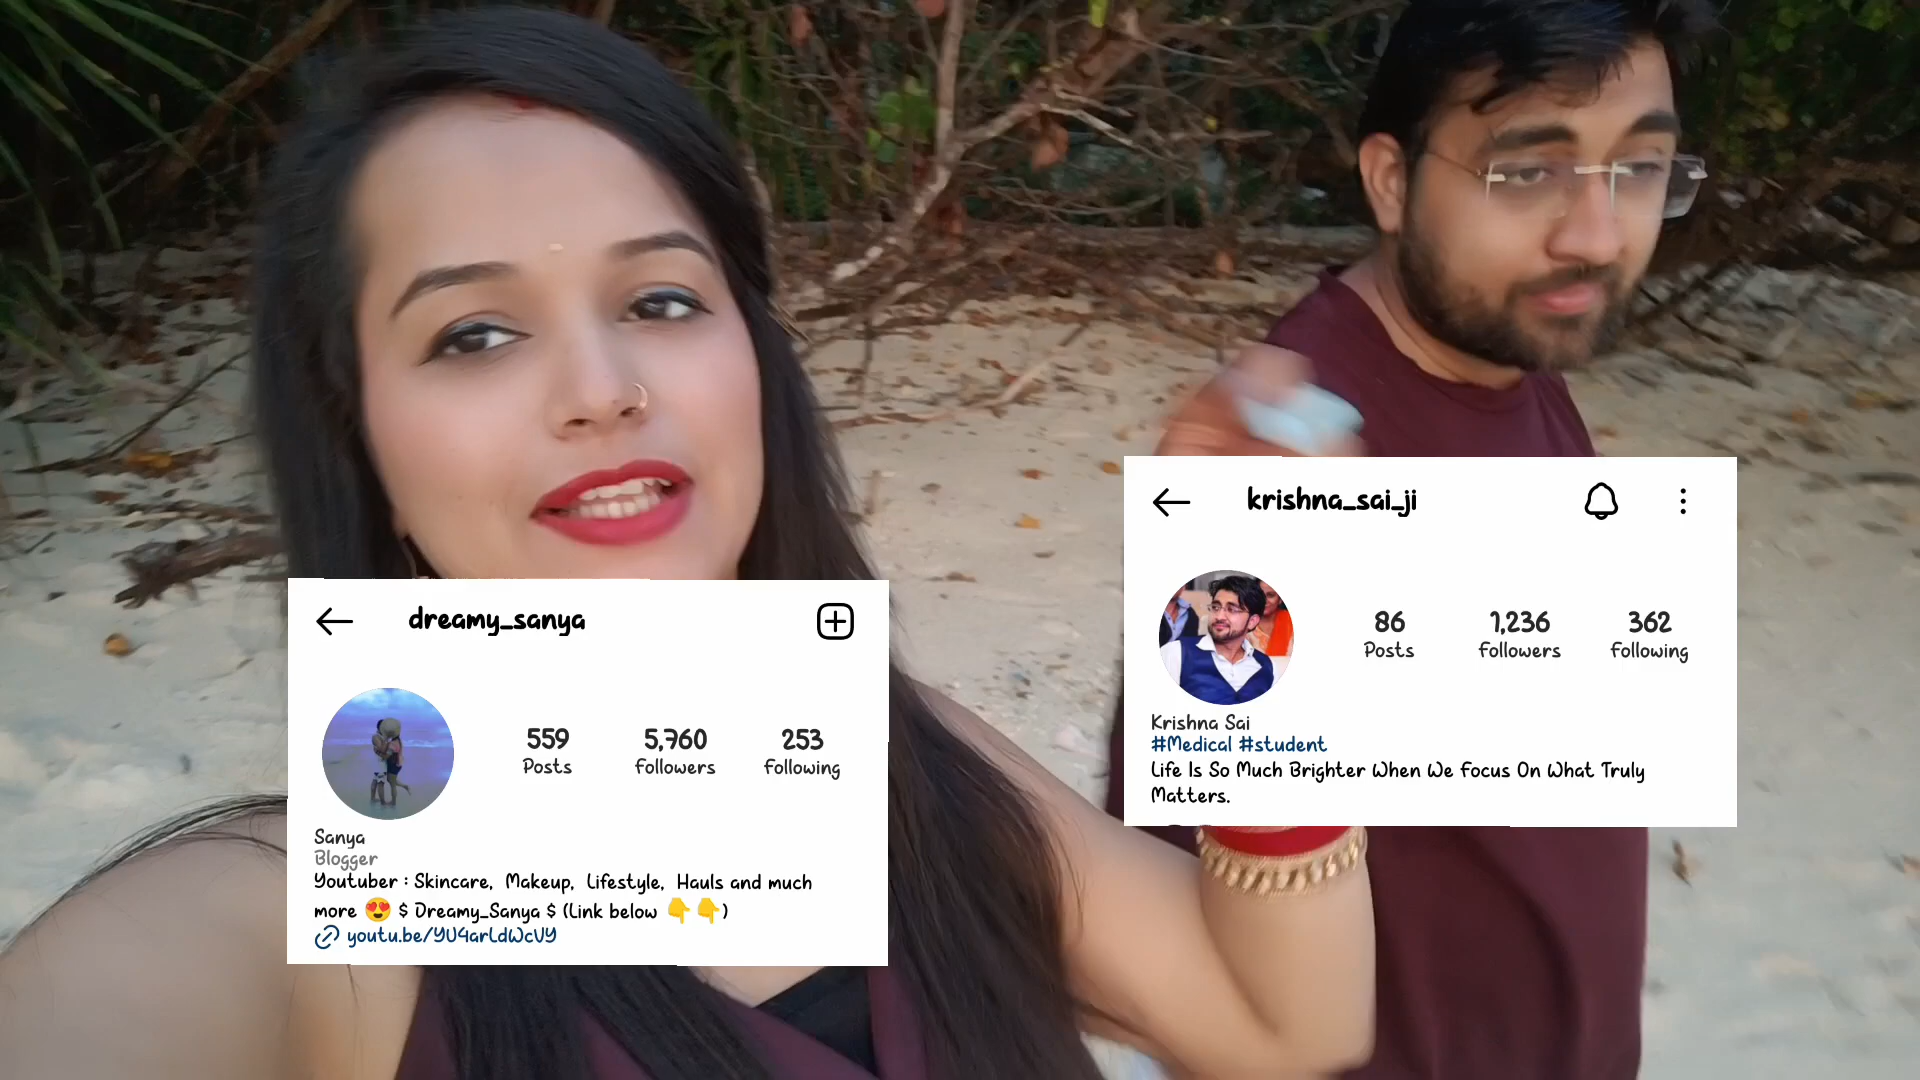 dreamy_sanya
559 5,760 253
Posts Followers Following
Sanya
Blogger
Youtuber : Skincare, Makeup, Lifestyle, Hauls and much
more 😍 $ Dreamy_Sanya $ (Link below 👇👇)
youtu.be/YU4arLdWcVY
krishna_sai_ji
86 1,236 362
Posts Followers Following
Krishna Sai
#Medical #student
Life Is So Much Brighter When We Focus On What Truly
Matters.